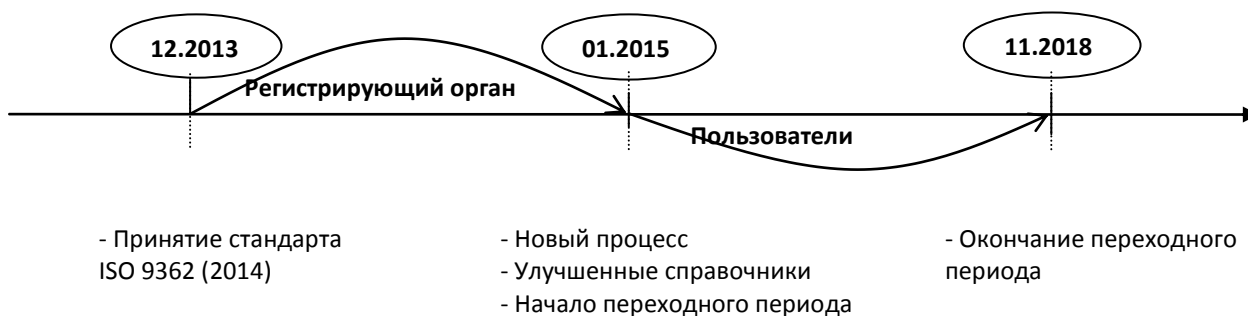 12.2013
01.2015
11.2018
Регистрирующий орган
Пользователи
- Принятие стандарта
ISO 9362 (2014)
- Новый процесс
- Улучшенные справочники
- Начало переходного периода
- Окончание переходного
периода